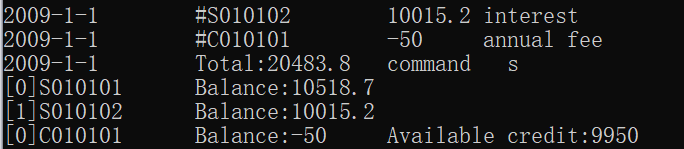 2009-1-1 #S010102 10015.2 interest
2009-1-1 #C010101 -50 annual fee
2009-1-1 Total:20483.8 command s
[0]S010101 Balance:10518.7
[1]S010102 Balance:10015.2
[0]C010101 Balance:-50 Available credit:9950